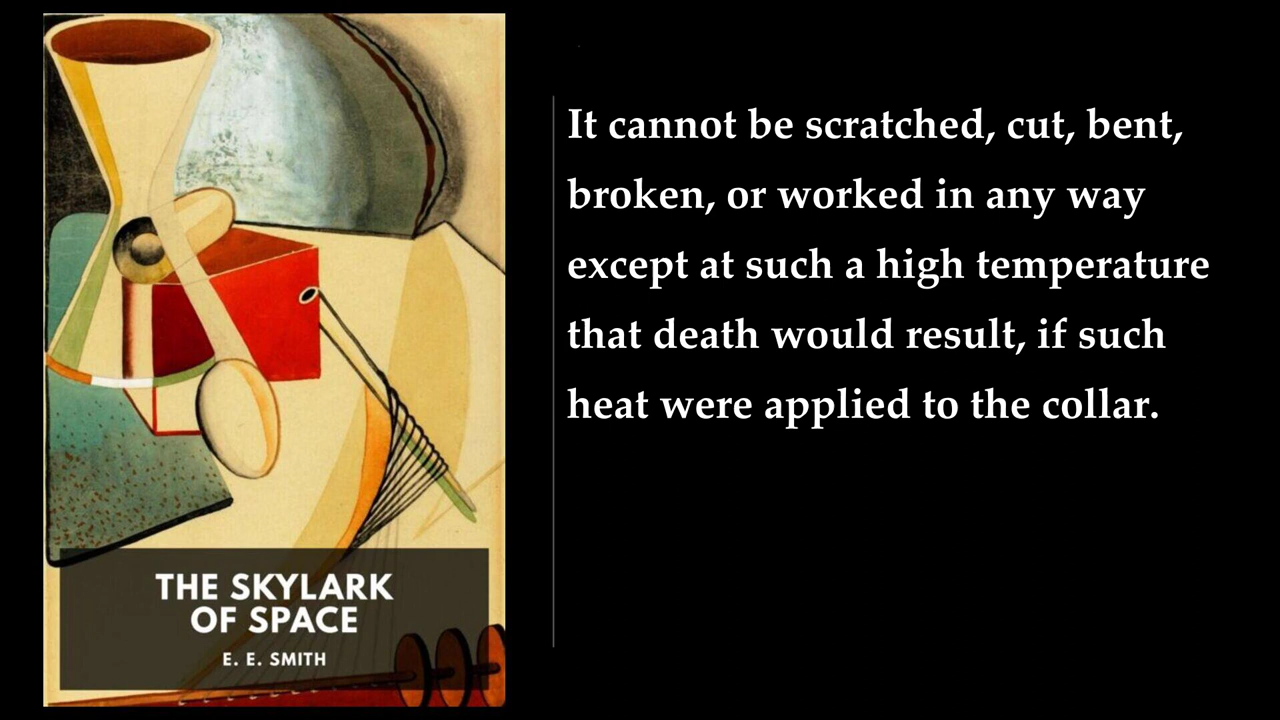 It cannot be scratched, cut, bent,
broken, or worked in any way
except at such a high temperature
that death would result, if such
heat were applied to the collar.
THE SKYLARK
OF SPACE
E. E. SMITH